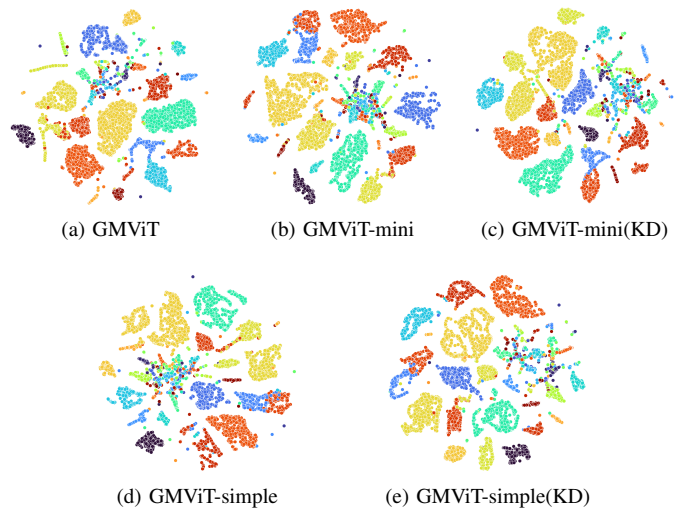 (a) GMViT
(b) GMViT-mini
(c) GMViT-mini(KD)
(d) GMViT-simple
(e) GMViT-simple(KD)